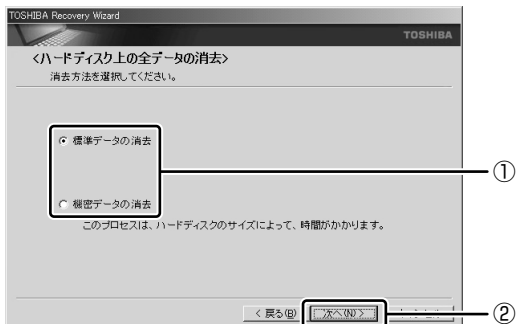 TOSHIBA Recovery Wizard
TOSHIBA
<ハードディスク上の全データの消去>
消去方法を選択してください。
標準データの消去
①
機密データの消去
このプロセスは、ハードディスクのサイズによって、時間がかかります。
< 戻る(B) 次へ(N) > ②